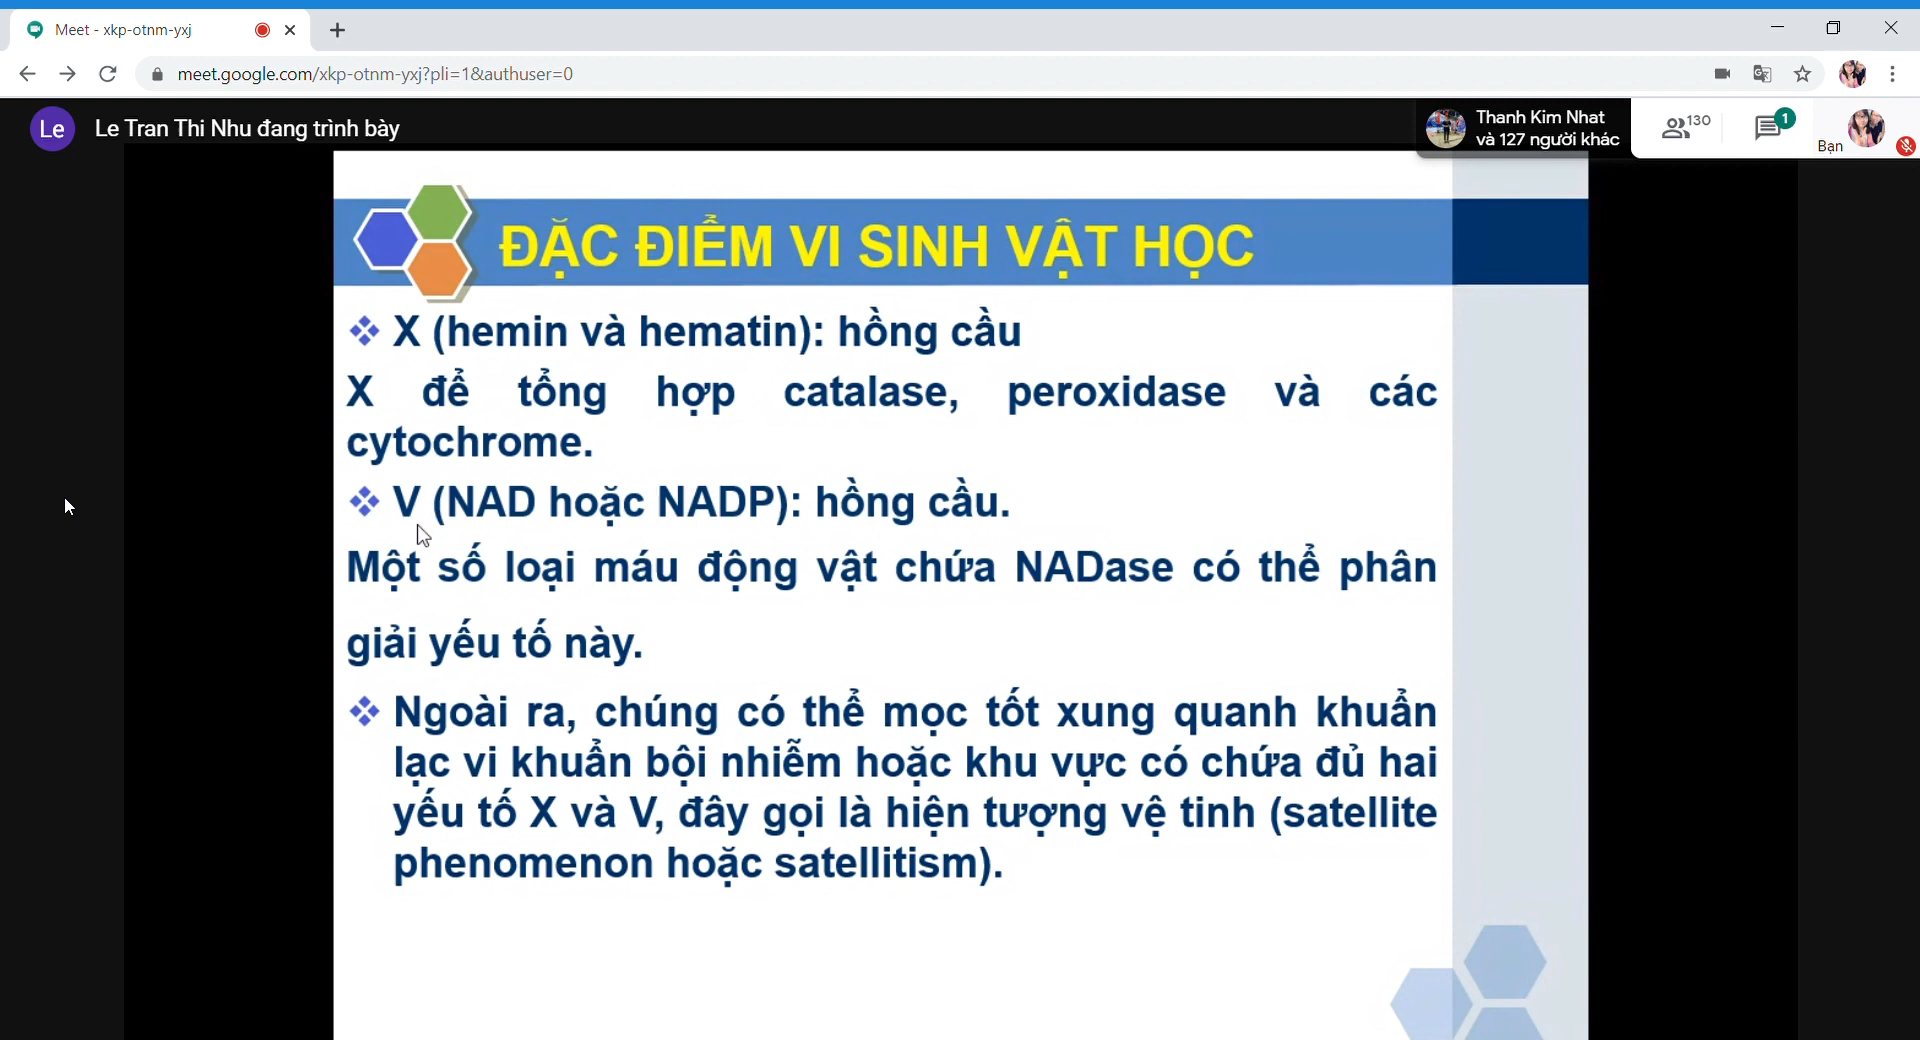 Meet - xkp-otnm-yxj
meet.google.com/xkp-otnm-yxj?pli=1&authuser=0
Le
Le Tran Thi Nhu đang trình bày
Thanh Kim Nhat
và 127 người khác
130
1
Bạn
ĐẶC ĐIỂM VI SINH VẬT HỌC
X (hemin và hematin): hồng cầu
X để tổng hợp catalase, peroxidase và các
cytochrome.
V (NAD hoặc NADP): hồng cầu.
Một số loại máu động vật chứa NADase có thể phân
giải yếu tố này.
Ngoài ra, chúng có thể mọc tốt xung quanh khuẩn
lạc vi khuẩn bội nhiễm hoặc khu vực có chứa đủ hai
yếu tố X và V, đây gọi là hiện tượng vệ tinh (satellite
phenomenon hoặc satellitism).